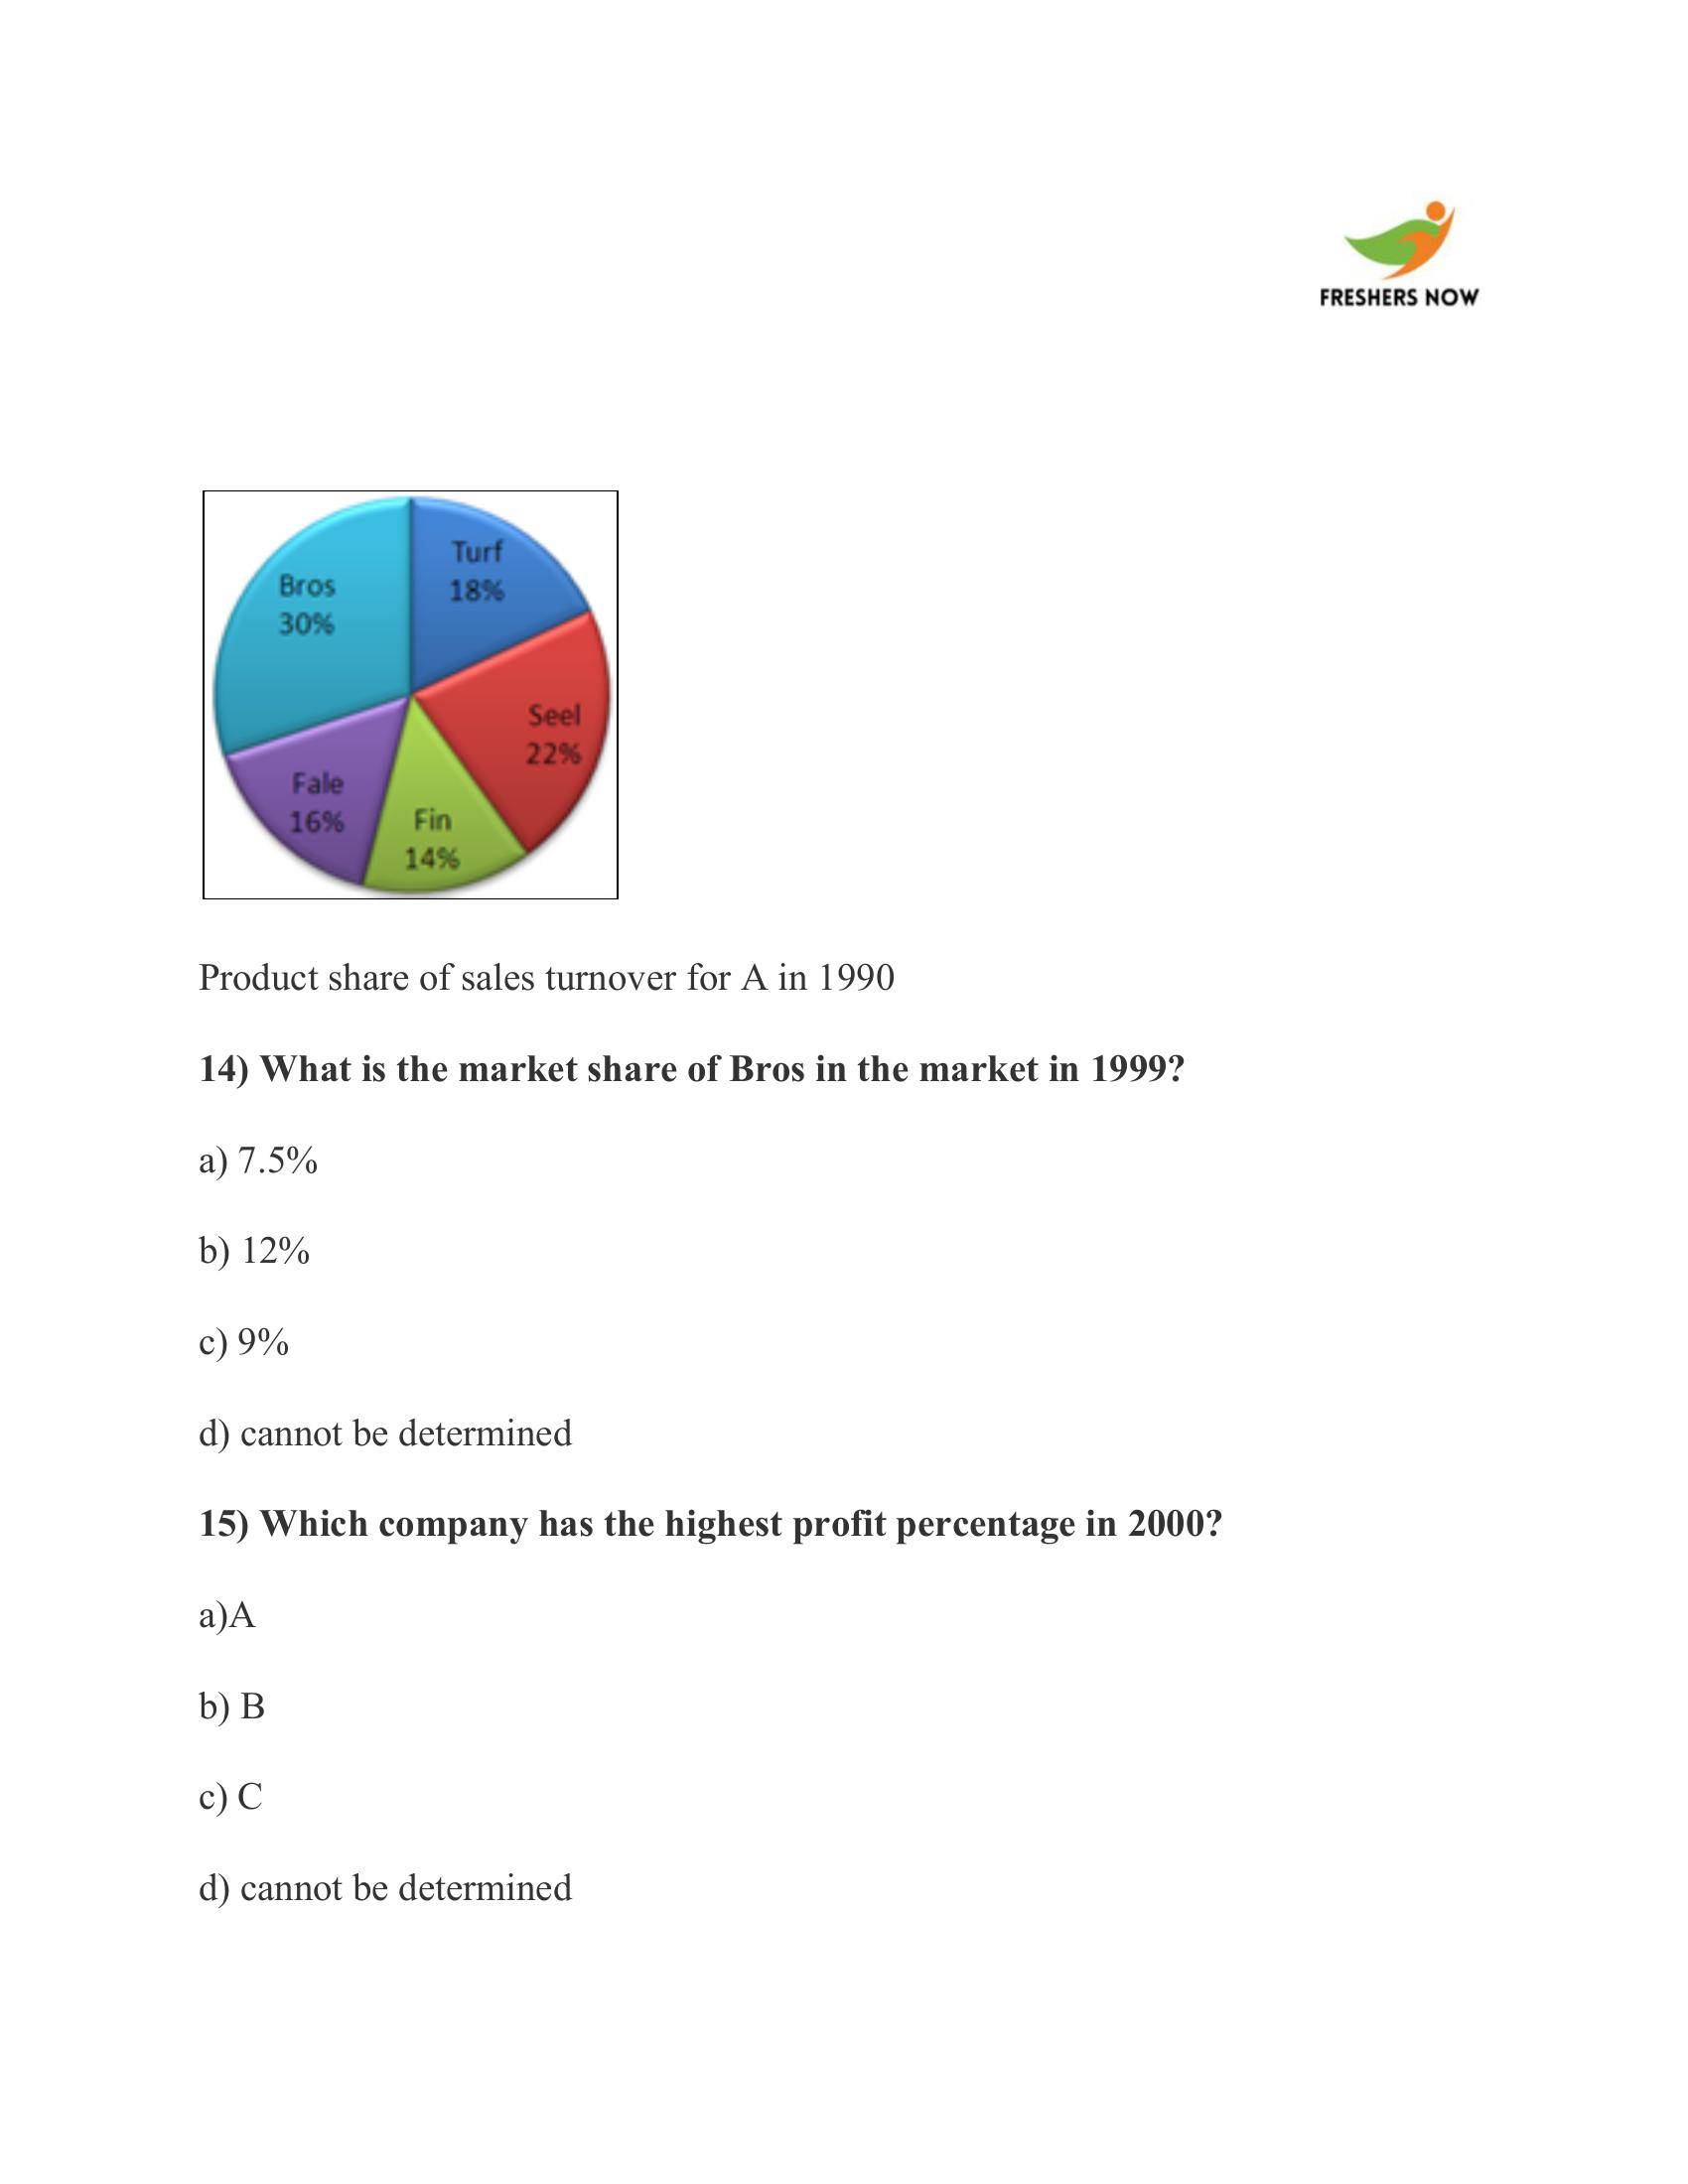 FRESHERS NOW
Turf
18%
Bros
30%
Seel
22%
Fale
16%
Fin
14%
Product share of sales turnover for A in 1990
14) What is the market share of Bros in the market in 1999?
a) 7.5%
b) 12%
c) 9%
d) cannot be determined
15) Which company has the highest profit percentage in 2000?
a)A
b) B
c) C
d) cannot be determined